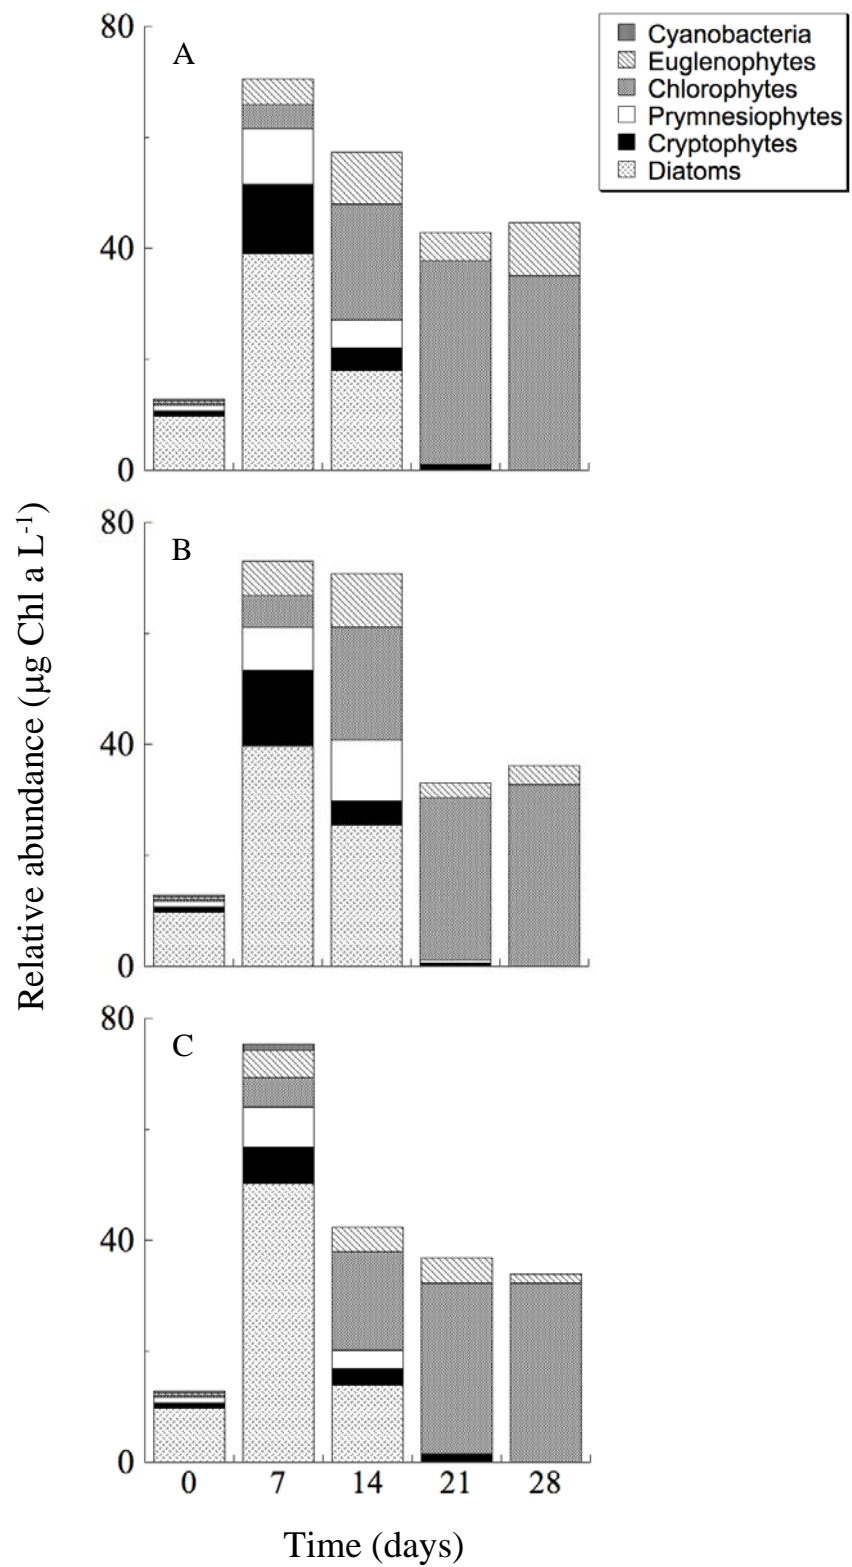 80
A
Cyanobacteria
Euglenophytes
Chlorophytes
Prymnesiophytes
Cryptophytes
Diatoms
40
0
Relative abundance (µg Chl a L-1)
80
B
40
0
80
C
40
0
0 7 14 21 28
Time (days)